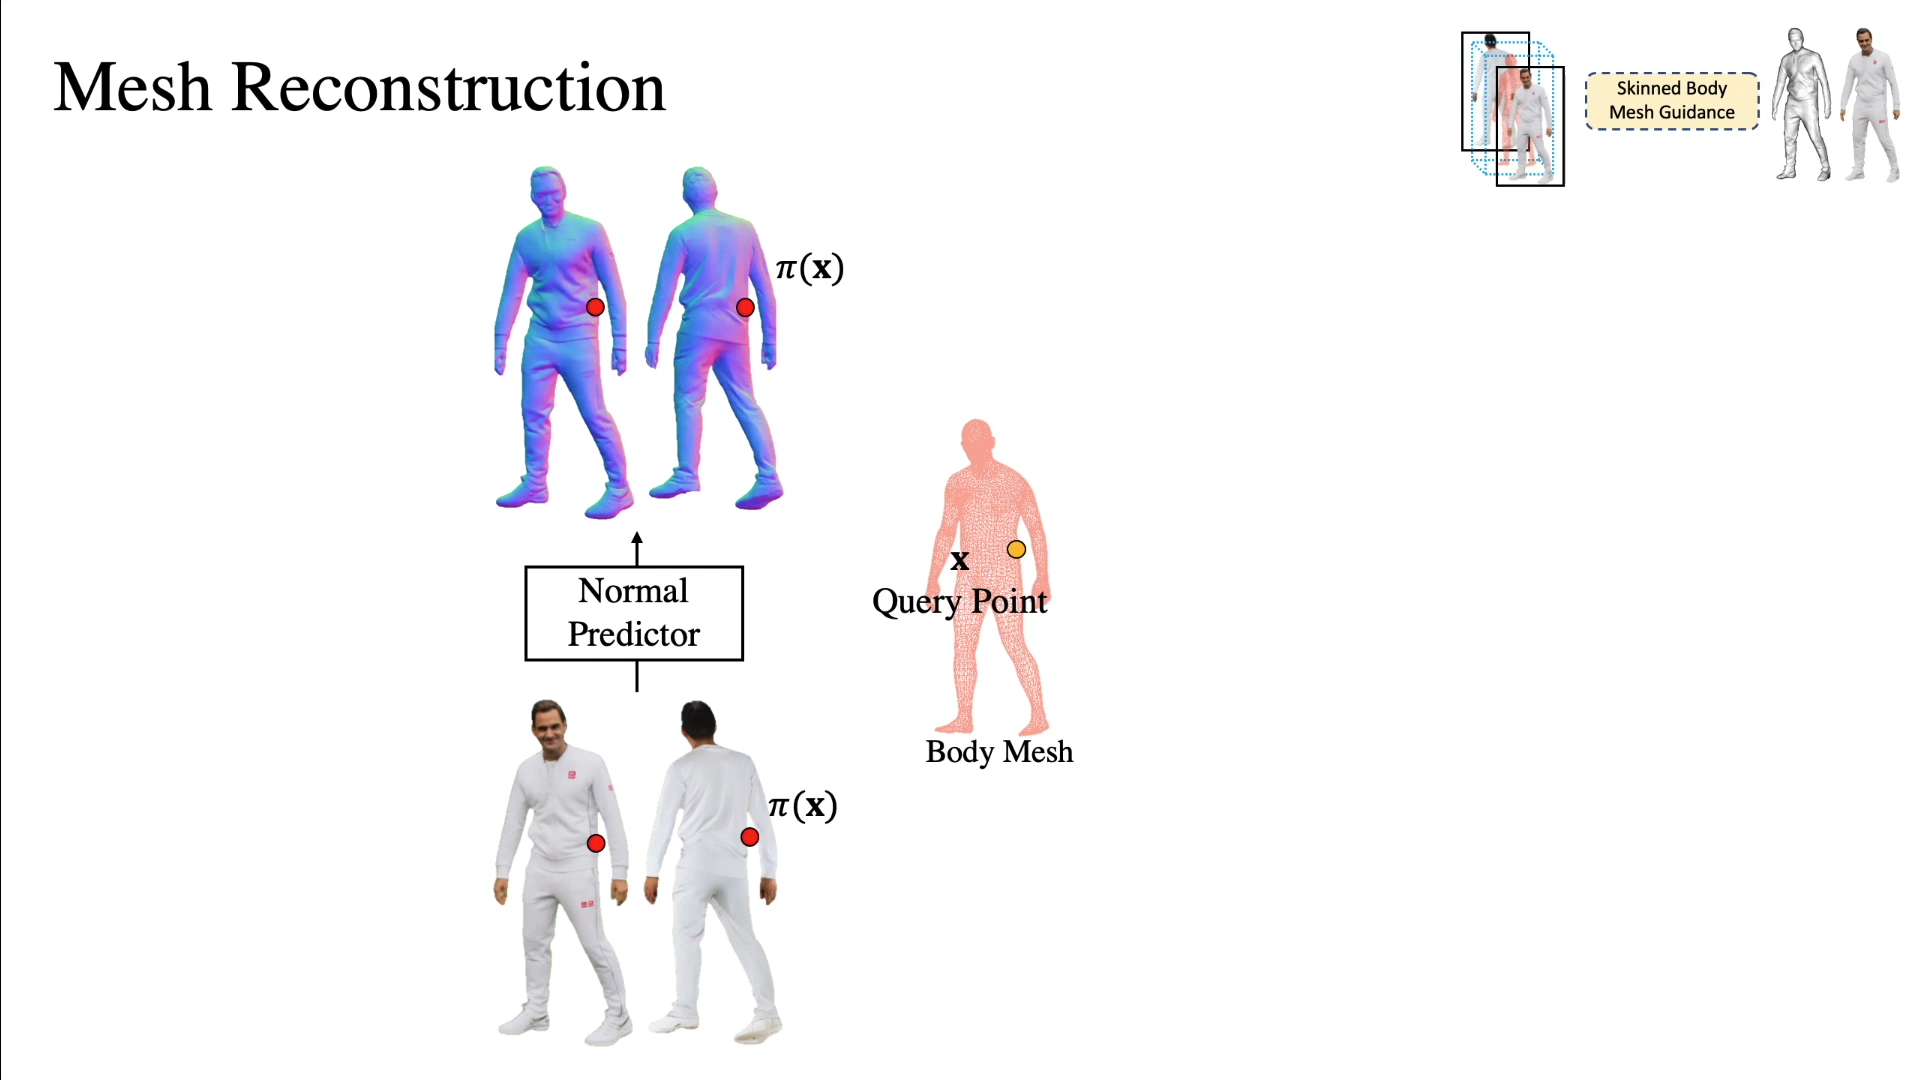 Mesh Reconstruction
Skinned Body
Mesh Guidance
π(x)
Normal
Predictor
x
Query Point
Body Mesh
π(x)